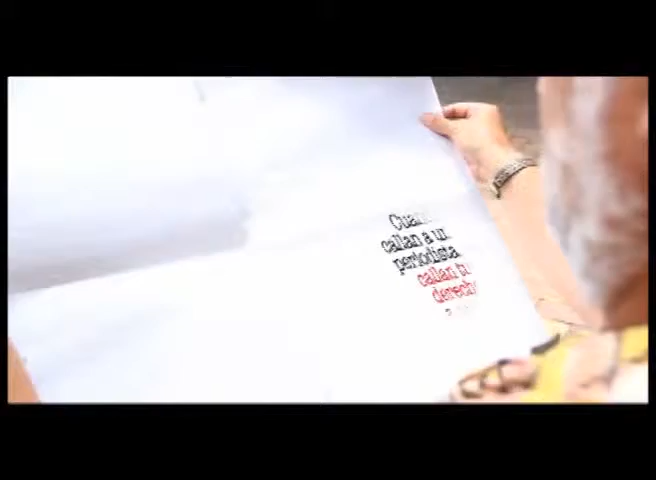 callan a un
periodista
callan tu
derecho